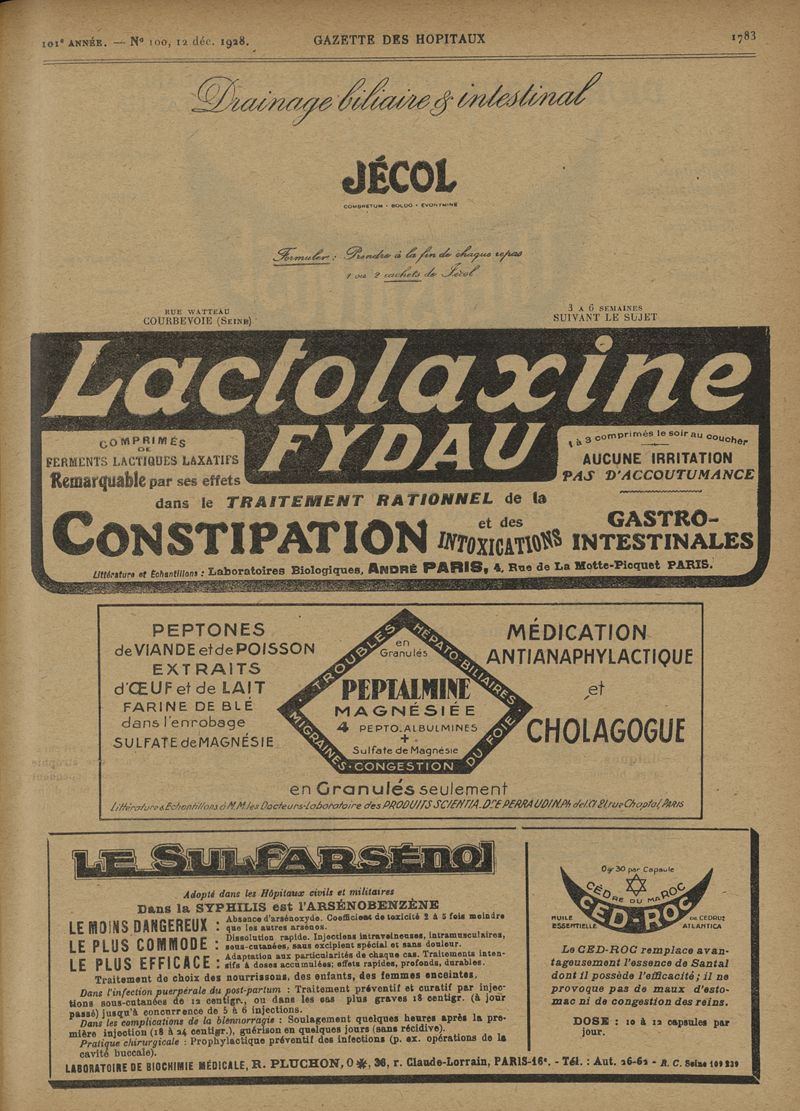 101e ANNÉE. — No 100, 12 déc. 1928.
GAZETTE DES HOPITAUX
1783
Drainage biliaire & intestinal
JÉCOL
COMBRETUM - BOLDO - EVONYMINE
Formuler : Prendre à la fin de chaque repas
1 ou 2 cachets de Jécol
RUE WATTEAU
COURBEVOIE (SEINE)
3 A 6 SEMAINES
SUIVANT LE SUJET
Lactolaxine
FYDAU
COMPRIMÉS
DE
FERMENTS LACTIQUES LAXATIFS
Remarquable par ses effets
1 à 3 comprimés le soir au coucher
AUCUNE IRRITATION
PAS D'ACCOUTUMANCE
dans le TRAITEMENT RATIONNEL de la
CONSTIPATION et des INTOXICATIONS GASTRO-INTESTINALES
Littérature et Echantillons : Laboratoires Biologiques, ANDRÉ PARIS, 4, Rue de La Motte-Picquet PARIS.
PEPTONES
de VIANDE et de POISSON
EXTRAITS
d'ŒUF et de LAIT
FARINE DE BLÉ
dans l'enrobage
SULFATE de MAGNÉSIE
TROUBLES HÉPATO-BILIAIRES
en
Granulés
PEPTALMINE
MAGNÉSIÉE
4 PEPTO-ALBUMINES
+
Sulfate de Magnésie
MIGRAINES - CONGESTION DU FOIE
MÉDICATION
ANTIANAPHYLACTIQUE
et
CHOLAGOGUE
en Granulés seulement
Littérature & Echantillons à M.M. les Docteurs - Laboratoire des PRODUITS SCIENTIA. Dr E. PERRAUDIN Ph de 1re Cl 21, rue Chaptal PARIS
LE SULFARSÉNOL
Adopté dans les Hôpitaux civils et militaires
Dans la SYPHILIS est l'ARSÉNOBENZÈNE
LE MOINS DANGEREUX : Absence d'arsénoxyde. Coefficient de toxicité 2 à 5 fois moindre
que les autres arsénos.
LE PLUS COMMODE : Dissolution rapide. Injections intraveineuses, intramusculaires,
sous-cutanées, sans excipient spécial et sans douleur.
LE PLUS EFFICACE : Adaptation aux particularités de chaque cas. Traitements inten-
sifs à doses accumulées; effets rapides, profonds, durables.
Traitement de choix des nourrissons, des enfants, des femmes enceintes.
Dans l'infection puerpérale du post-partum : Traitement préventif et curatif par injec-
tions sous-cutanées de 12 centigr., ou dans les cas plus graves 18 centigr. (à jour
passé) jusqu'à concurrence de 5 à 6 injections.
Dans les complications de la blennorragie : Soulagement quelques heures après la pre-
mière injection (18 à 24 centigr.), guérison en quelques jours (sans récidive).
Pratique chirurgicale : Prophylactique préventif des infections (p. ex. opérations de la
cavité buccale).
0 gr 30 par Capsule
CÈDRE DU MAROC
CED-ROC
HUILE
ESSENTIELLE
DE CEDRUS
ATLANTICA
Le CED-ROC remplace avan-
tageusement l'essence de Santal
dont il possède l'efficacité ; il ne
provoque pas de maux d'esto-
mac ni de congestion des reins.
DOSE : 10 à 12 capsules par
jour.
LABORATOIRE DE BIOCHIMIE MÉDICALE, R. PLUCHON, O ✻, 36, r. Claude-Lorrain, PARIS-16e. - Tél. : Aut. 26-62 - R. C. Seine 109 239